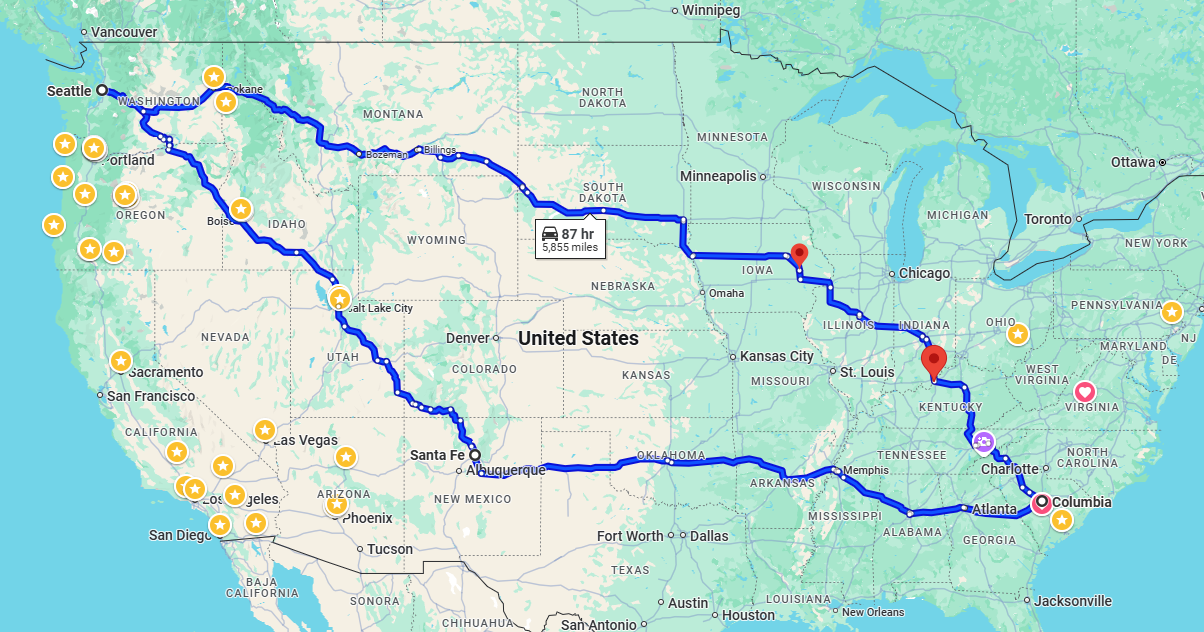 Winnipeg
Vancouver
Seattle
WASHINGTON
okane
NORTH
DAKOTA
MONTANA
MINNESOTA
Ottawa
ortland
Bozeman
Billings
Minneapolis
WISCONSIN
SOUTH
DAKOTA
MICHIGAN
Toronto
OREGON
Boise
IDAHO
WYOMING
87 hr
5,855 miles
NEW YORK
IOWA
Chicago
NEBRASKA
Omaha
PENNSYLVANIA
alt Lake City
ILLINOIS
INDIANA
OHIO
NEVADA
Denver
United States
NJ
MARYLAND
UTAH
Kansas City
DE
COLORADO
KANSAS
MISSOURI
St. Louis
WEST
VIRGINIA
Sacramento
San Francisco
KENTUCKY
VIRGINIA
CALIFORNIA
Las Vegas
Santa Fe
OKLAHOMA
TENNESSEE
NORTH
CAROLINA
Albuquerque
Memphis
Charlotte
ARKANSAS
Los Angeles
ARIZONA
NEW MEXICO
Columbia
Atlanta
Phoenix
MISSISSIPPI
San Diego
Fort Worth
Dallas
ALABAMA
GEORGIA
Tucson
TEXAS
BAJA
CALIFORNIA
SONORA
LOUISIANA
Austin
Jacksonville
Houston
New Orleans
CHIHUAHUA
San Antonio